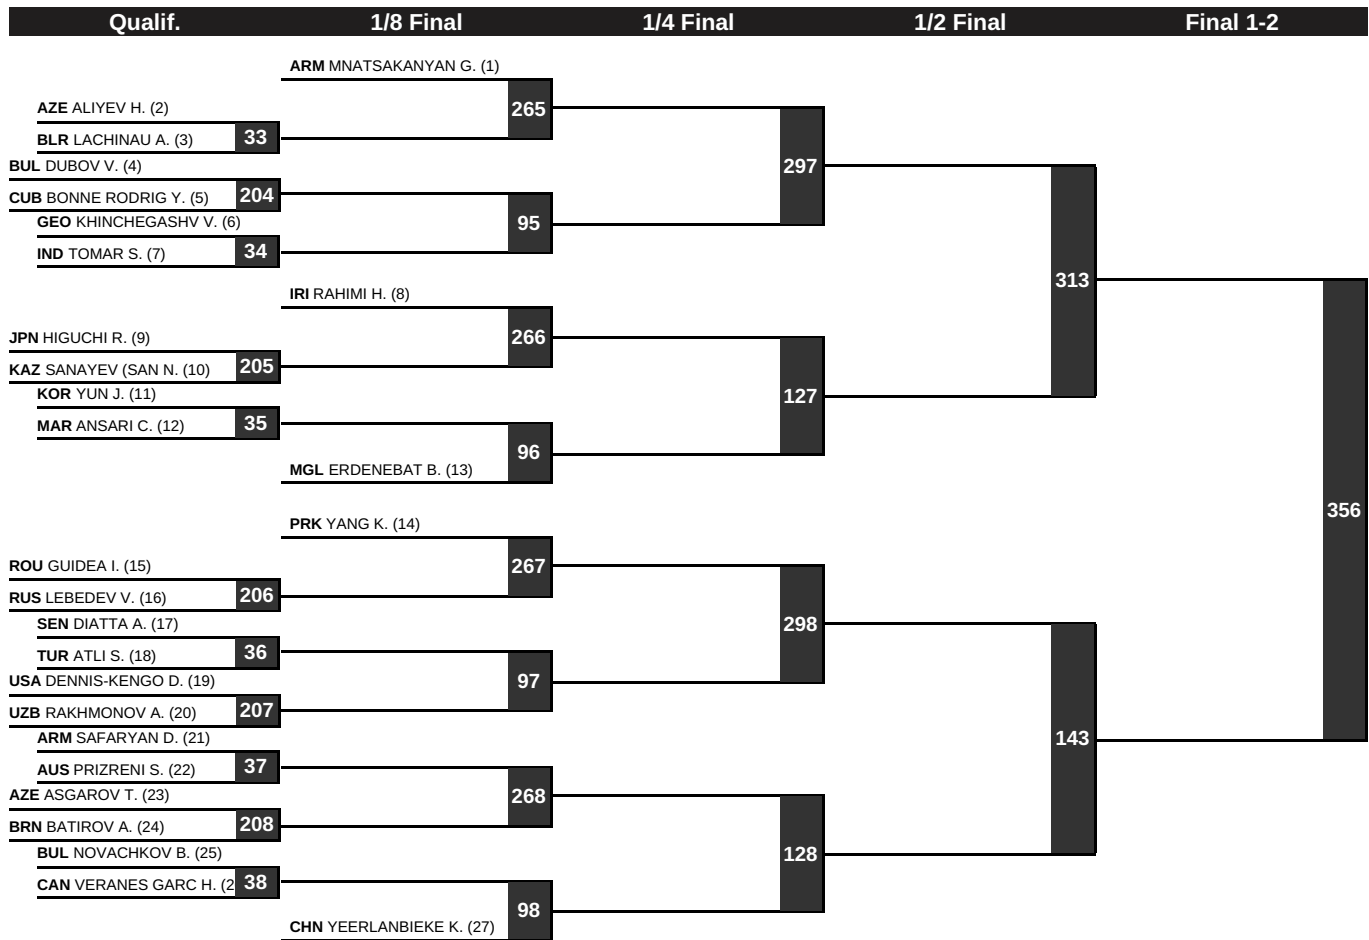 Qualif. 1/8 Final 1/4 Final 1/2 Final Final 1-2
ARM MNATSAKANYAN G. (1)
265
AZE ALIYEV H. (2)
33
BLR LACHINAU A. (3)
BUL DUBOV V. (4)
297
204
CUB BONNE RODRIG Y. (5)
GEO KHINCHEGASHV V. (6)
95
34
IND TOMAR S. (7)
313
IRI RAHIMI H. (8)
266
JPN HIGUCHI R. (9)
205
KAZ SANAYEV (SAN N. (10)
KOR YUN J. (11)
127
35
MAR ANSARI C. (12)
96
MGL ERDENEBAT B. (13)
356
PRK YANG K. (14)
267
ROU GUIDEA I. (15)
206
RUS LEBEDEV V. (16)
SEN DIATTA A. (17)
298
36
TUR ATLI S. (18)
USA DENNIS-KENGO D. (19)
97
207
UZB RAKHMONOV A. (20)
ARM SAFARYAN D. (21)
143
37
AUS PRIZRENI S. (22)
AZE ASGAROV T. (23)
268
208
BRN BATIROV A. (24)
BUL NOVACHKOV B. (25)
128
38
CAN VERANES GARC H. (2
98
CHN YEERLANBIEKE K. (27)